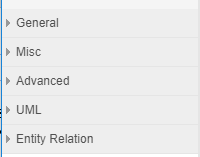 General
Misc
Advanced
UML
Entity Relation